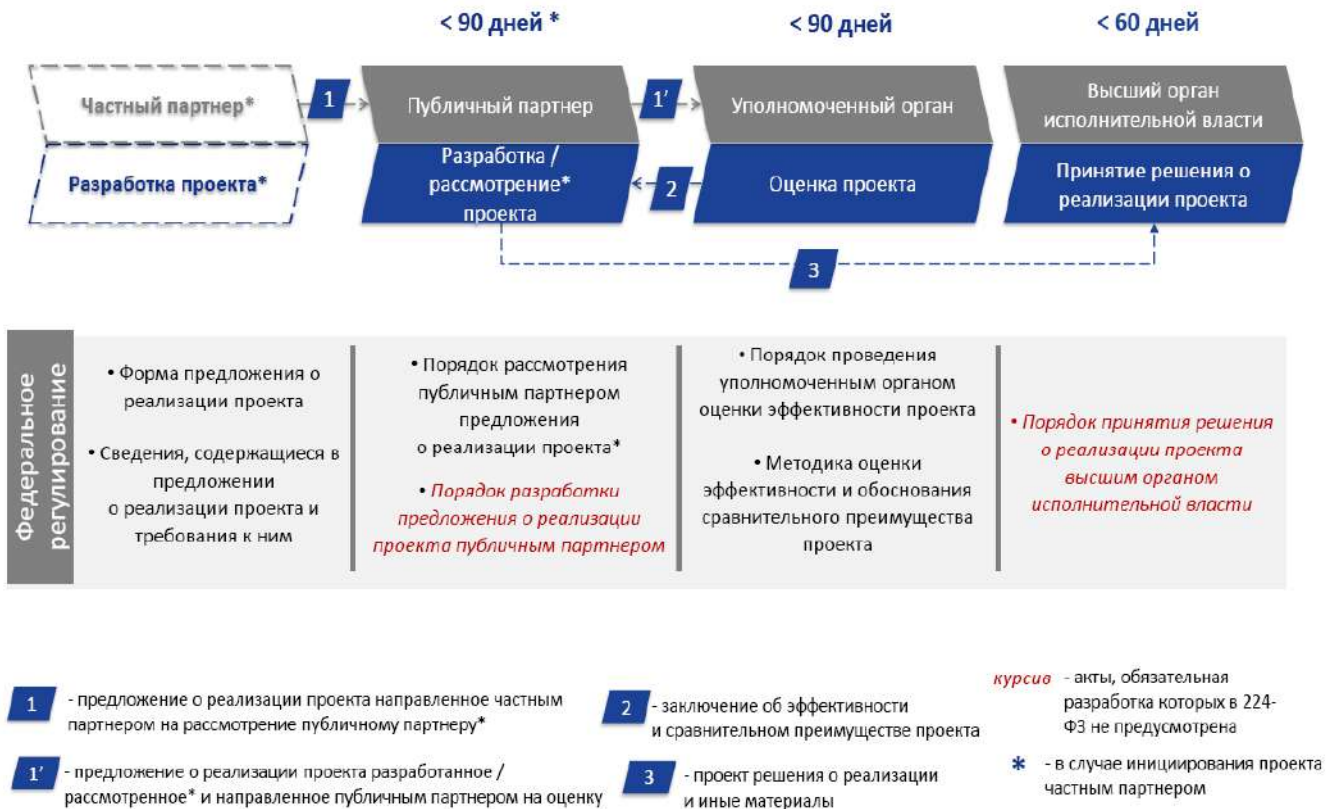 < 90 дней *
< 90 дней
< 60 дней
Частный партнер*
1
Публичный партнер
1'
Уполномоченный орган
Высший орган
исполнительной власти
Разработка проекта*
Разработка /
рассмотрение*
проекта
2
Оценка проекта
Принятие решения о
реализации проекта
3
Федеральное
регулирование
• Форма предложения о
реализации проекта
• Сведения, содержащиеся в
предложении
о реализации проекта и
требования к ним
• Порядок рассмотрения
публичным партнером
предложения
о реализации проекта*
• Порядок разработки
предложения о реализации
проекта публичным партнером
• Порядок проведения
уполномоченным органом
оценки эффективности проекта
• Методика оценки
эффективности и обоснования
сравнительного преимущества
проекта
• Порядок принятия решения
о реализации проекта
высшим органом
исполнительной власти
1 - предложение о реализации проекта направленное частным
партнером на рассмотрение публичному партнеру*
1' - предложение о реализации проекта разработанное /
рассмотренное* и направленное публичным партнером на оценку
2 - заключение об эффективности
и сравнительном преимуществе проекта
3 - проект решения о реализации
и иные материалы
курсив - акты, обязательная
разработка которых в 224-
ФЗ не предусмотрена
* - в случае инициирования проекта
частным партнером